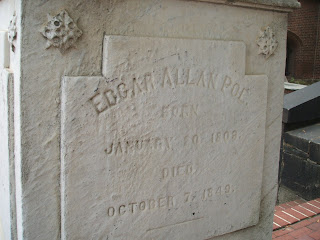 EDGAR ALLAN POE
BORN
JANUARY 20, 1809.
DIED
OCTOBER 7, 1849.